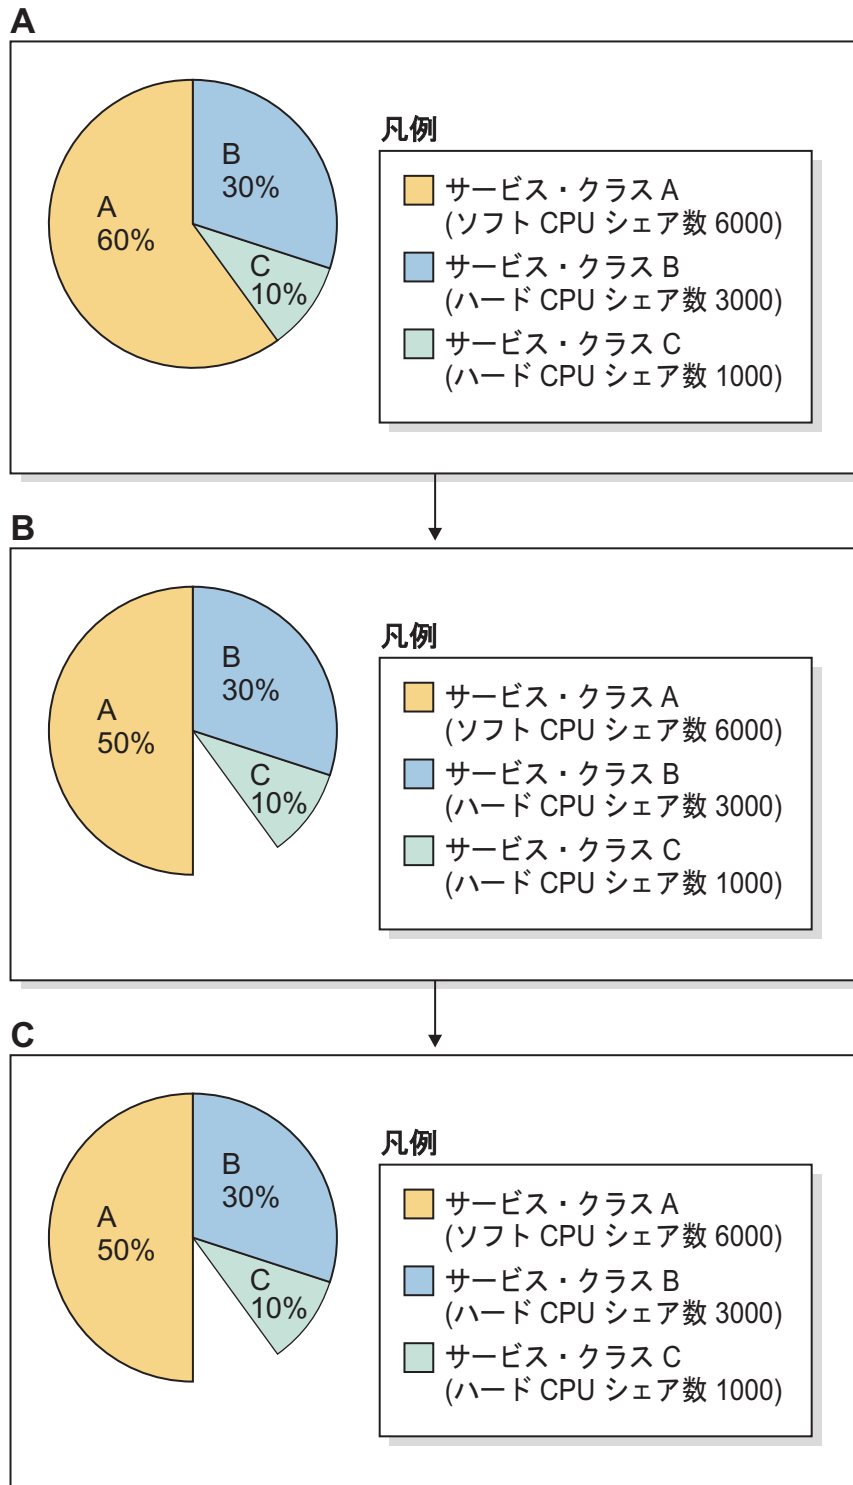 A
B
30%
A
60%
C
10%
凡例
サービス・クラス A
(ソフト CPU シェア数 6000)
サービス・クラス B
(ハード CPU シェア数 3000)
サービス・クラス C
(ハード CPU シェア数 1000)
B
B
30%
A
50%
C
10%
凡例
サービス・クラス A
(ソフト CPU シェア数 6000)
サービス・クラス B
(ハード CPU シェア数 3000)
サービス・クラス C
(ハード CPU シェア数 1000)
C
B
30%
A
50%
C
10%
凡例
サービス・クラス A
(ソフト CPU シェア数 6000)
サービス・クラス B
(ハード CPU シェア数 3000)
サービス・クラス C
(ハード CPU シェア数 1000)